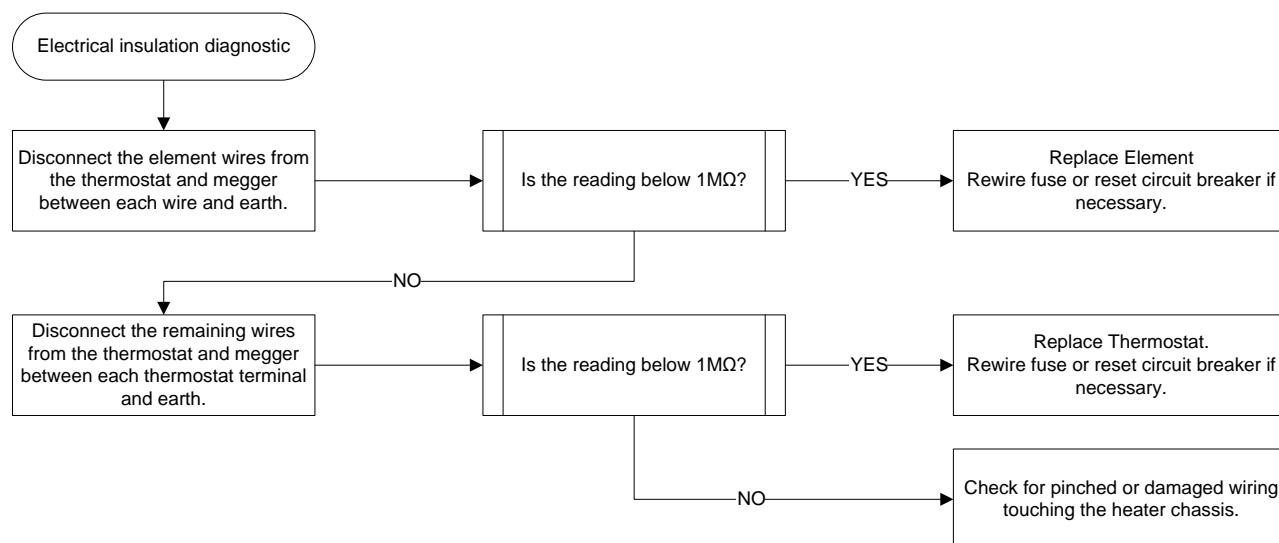 Electrical insulation diagnostic
Disconnect the element wires from
the thermostat and megger
between each wire and earth.
Is the reading below 1MΩ?
YES
Replace Element
Rewire fuse or reset circuit breaker if
necessary.
NO
Disconnect the remaining wires
from the thermostat and megger
between each thermostat terminal
and earth.
Is the reading below 1MΩ?
YES
Replace Thermostat.
Rewire fuse or reset circuit breaker if
necessary.
NO
Check for pinched or damaged wiring
touching the heater chassis.